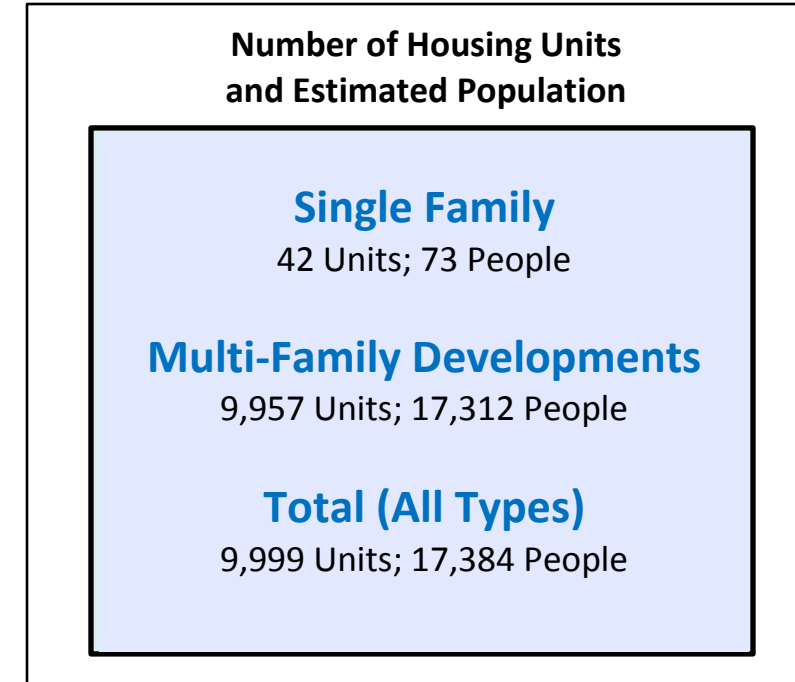 Number of Housing Units
and Estimated Population
Single Family
42 Units; 73 People
Multi-Family Developments
9,957 Units; 17,312 People
Total (All Types)
9,999 Units; 17,384 People